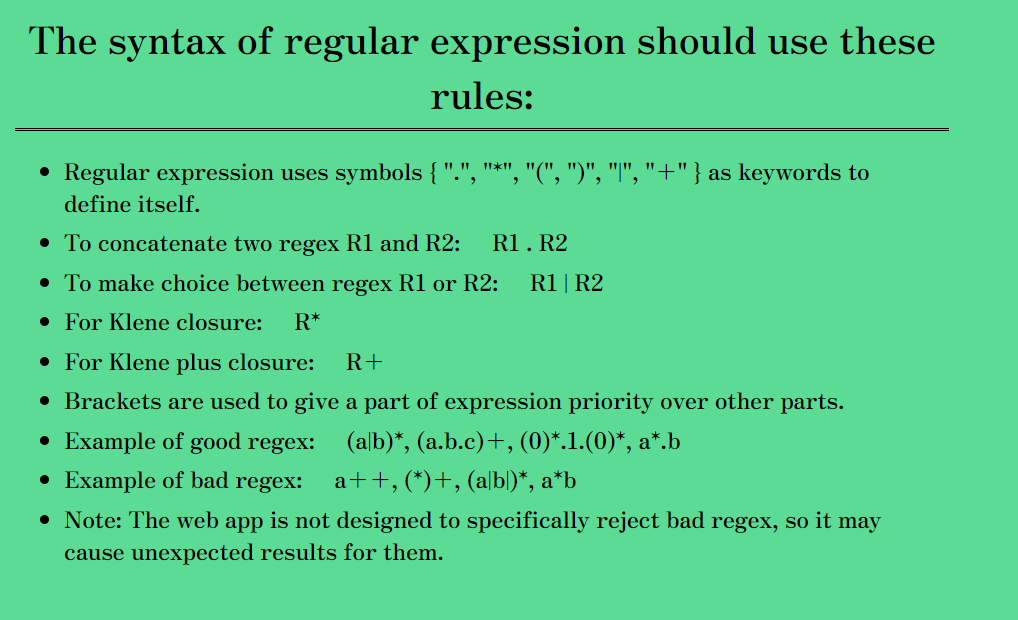 The syntax of regular expression should use these
rules:
• Regular expression uses symbols { ".", "*", "(", ")", "|", "+" } as keywords to
define itself.
• To concatenate two regex R1 and R2: R1 . R2
• To make choice between regex R1 or R2: R1 | R2
• For Klene closure: R*
• For Klene plus closure: R+
• Brackets are used to give a part of expression priority over other parts.
• Example of good regex: (a|b)*, (a.b.c)+, (0)*.1.(0)*, a*.b
• Example of bad regex: a++, (*)+, (a|b|)*, a*b
• Note: The web app is not designed to specifically reject bad regex, so it may
cause unexpected results for them.